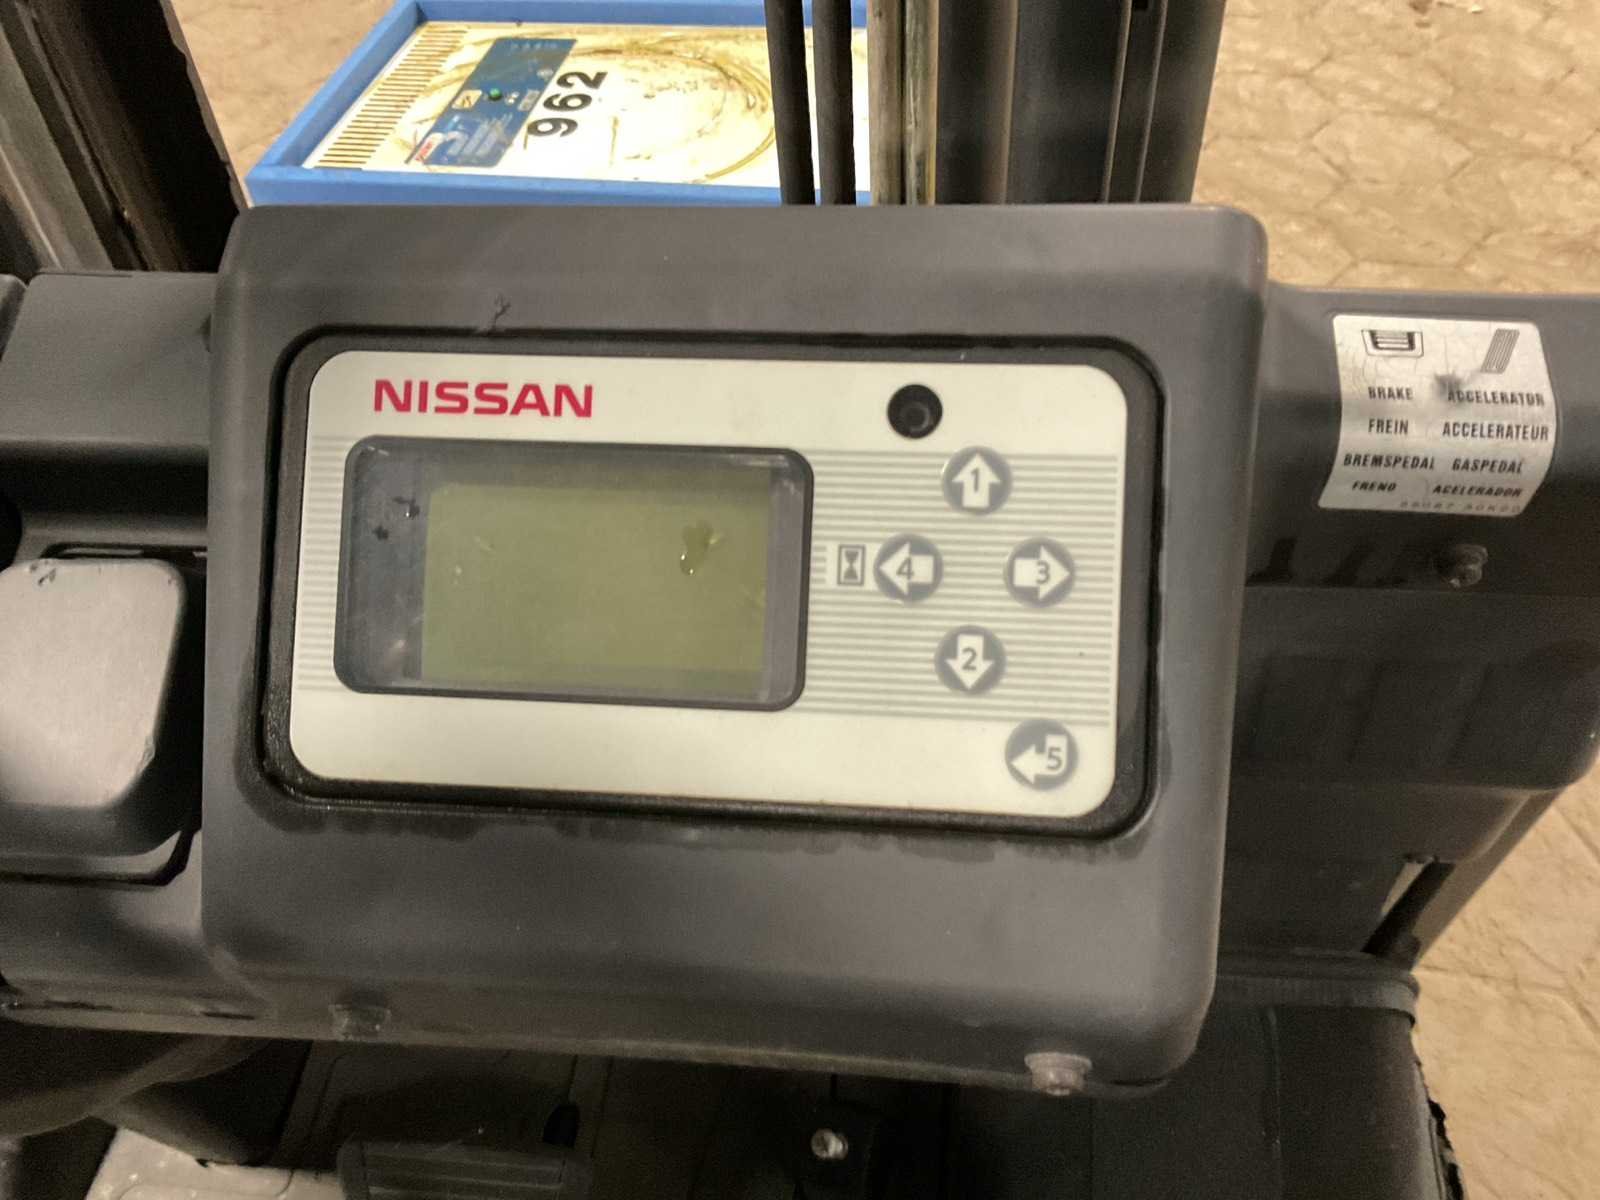 962
NISSAN
1
4
3
2
5
BRAKE ACCELERATOR
FREIN ACCELERATEUR
BREMSPEDAL GASPEDAL
FRENO ACELERADOR